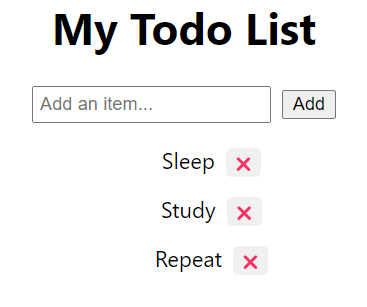 My Todo List
Add an item... Add
Sleep
Study
Repeat